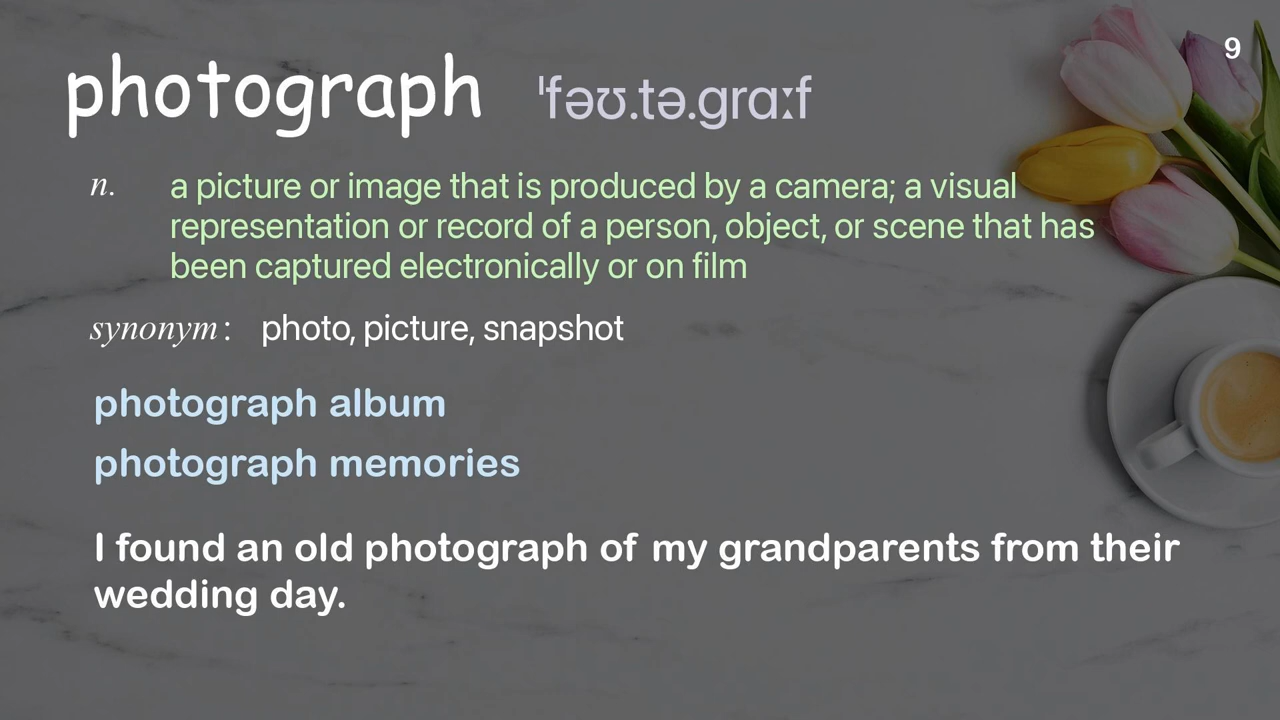 photograph ˈfəʊ.tə.grɑːf
9
n. a picture or image that is produced by a camera; a visual
representation or record of a person, object, or scene that has
been captured electronically or on film
synonym: photo, picture, snapshot
photograph album
photograph memories
I found an old photograph of my grandparents from their
wedding day.